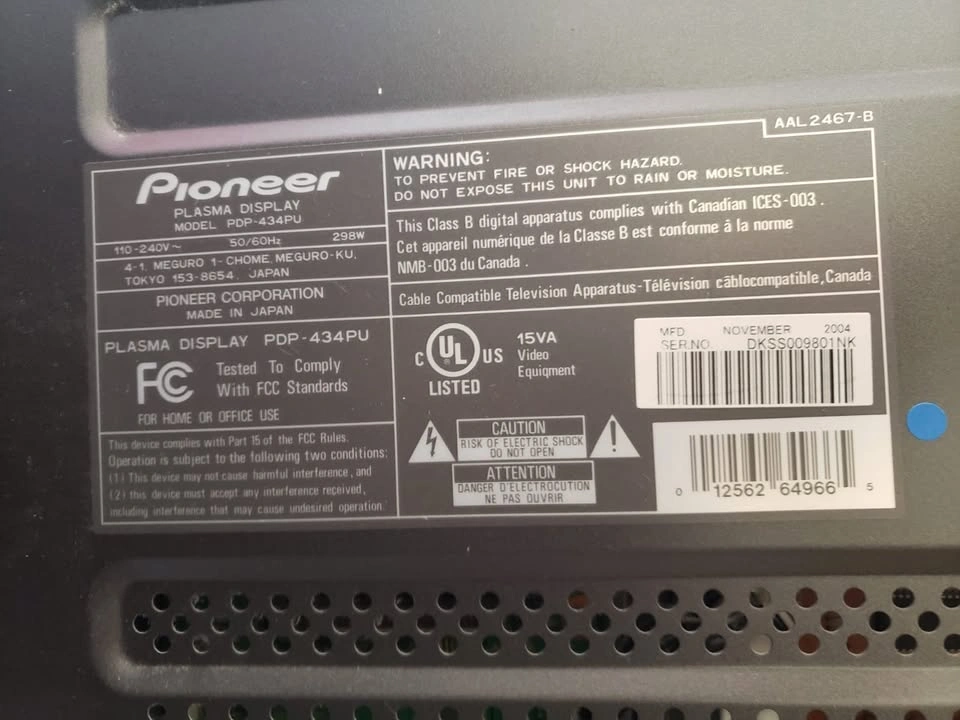 AAL2467-B
Pioneer
PLASMA DISPLAY
MODEL PDP-434PU
110-240V~ 50/60Hz 298W
4-1, MEGURO 1-CHOME, MEGURO-KU,
TOKYO 153-8654, JAPAN
PIONEER CORPORATION
MADE IN JAPAN
PLASMA DISPLAY PDP-434PU
FC Tested To Comply
With FCC Standards
FOR HOME OR OFFICE USE
This device complies with Part 15 of the FCC Rules.
Operation is subject to the following two conditions:
(1) This device may not cause harmful interference, and
(2) this device must accept any interference received,
including interference that may cause undesired operation.
WARNING:
TO PREVENT FIRE OR SHOCK HAZARD.
DO NOT EXPOSE THIS UNIT TO RAIN OR MOISTURE.
This Class B digital apparatus complies with Canadian ICES-003.
Cet appareil numérique de la Classe B est conforme à la norme
NMB-003 du Canada.
Cable Compatible Television Apparatus-Télévision câblocompatible, Canada
C UL US
LISTED
15VA
Video
Equiqment
CAUTION
RISK OF ELECTRIC SHOCK
DO NOT OPEN
ATTENTION
DANGER D'ELECTROCUTION
NE PAS OUVRIR
MFD NOVEMBER 2004
SER.NO. DKSS009801NK
0 12562 64966 5